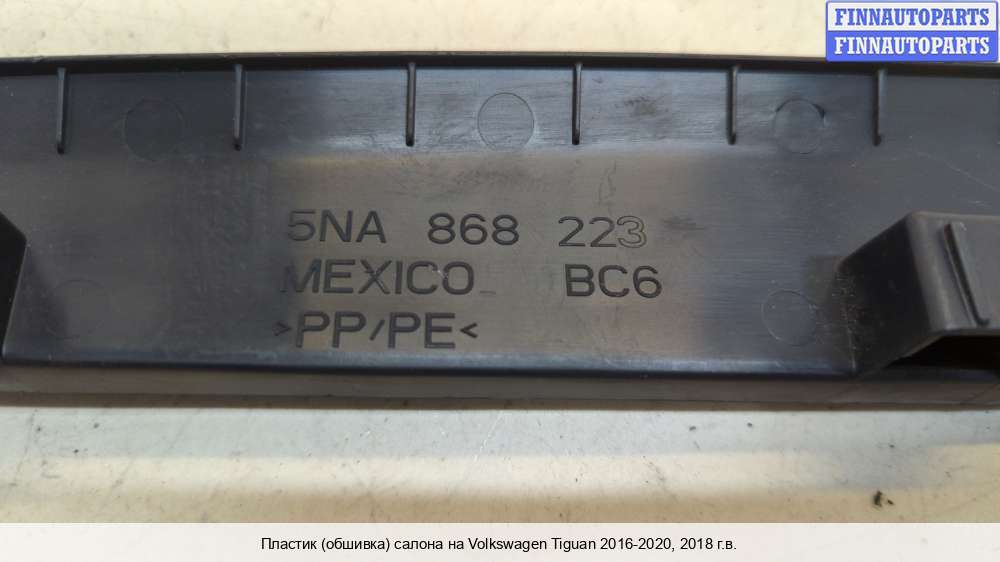 FINNAUTOPARTS
FINNAUTOPARTS
5NA 868 223
MEXICO BC6
>PP/PE<
Пластик (обшивка) салона на Volkswagen Tiguan 2016-2020, 2018 г.в.